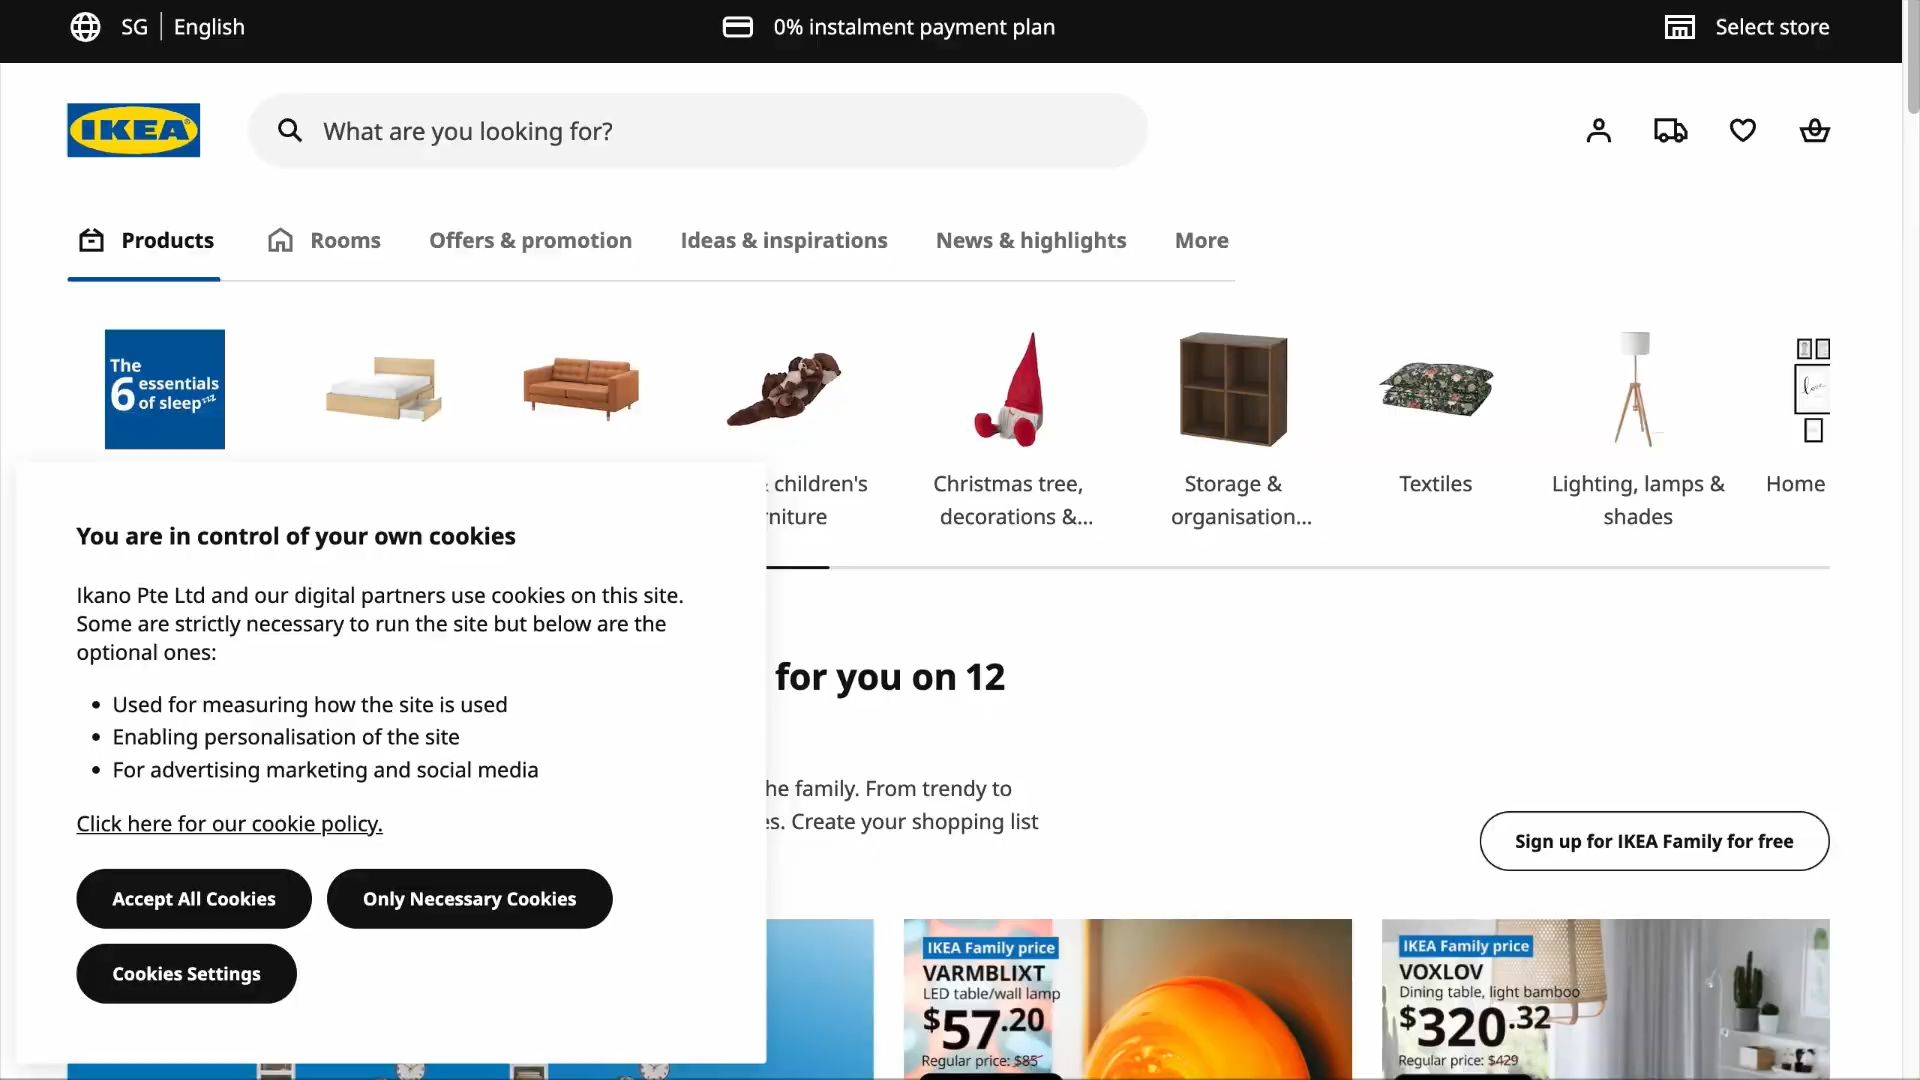 SG English
0% instalment payment plan
Select store
IKEA
What are you looking for?
Products
Rooms
Offers & promotion
Ideas & inspirations
News & highlights
More
The
6 essentials
of sleep zzz
children's
Christmas tree,
decorations &...
Storage &
organisation...
Textiles
Lighting, lamps &
shades
Home
You are in control of your own cookies
Ikano Pte Ltd and our digital partners use cookies on this site.
Some are strictly necessary to run the site but below are the
optional ones:
• Used for measuring how the site is used
• Enabling personalisation of the site
• For advertising marketing and social media
Click here for our cookie policy.
Accept All Cookies
Only Necessary Cookies
Cookies Settings
for you on 12
family. From trendy to
Create your shopping list
Sign up for IKEA Family for free
IKEA Family price
VARMBLIXT
LED table/wall lamp
$57.20
Regular price: $85
IKEA Family price
VOXLOV
Dining table, light bamboo
$320.32
Regular price: $429